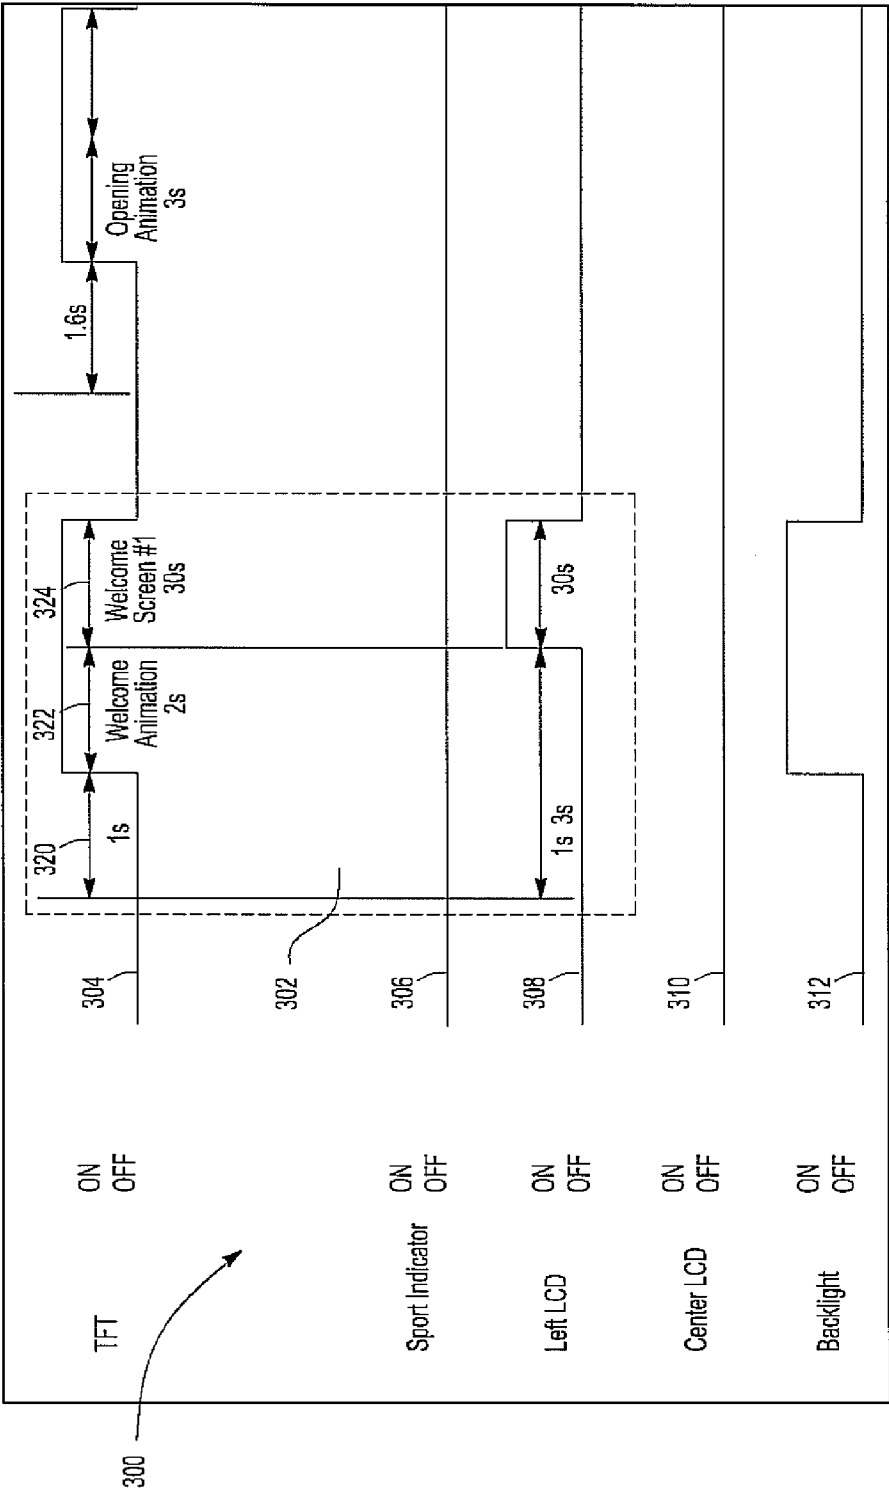 300
TFT
ON
OFF
304
320
1s
322
Welcome
Animation
2s
324
Welcome
Screen #1
30s
1.6s
Opening
Animation
3s
302
Sport Indicator
ON
OFF
306
Left LCD
ON
OFF
308
1s 3s
30s
Center LCD
ON
OFF
310
Backlight
ON
OFF
312